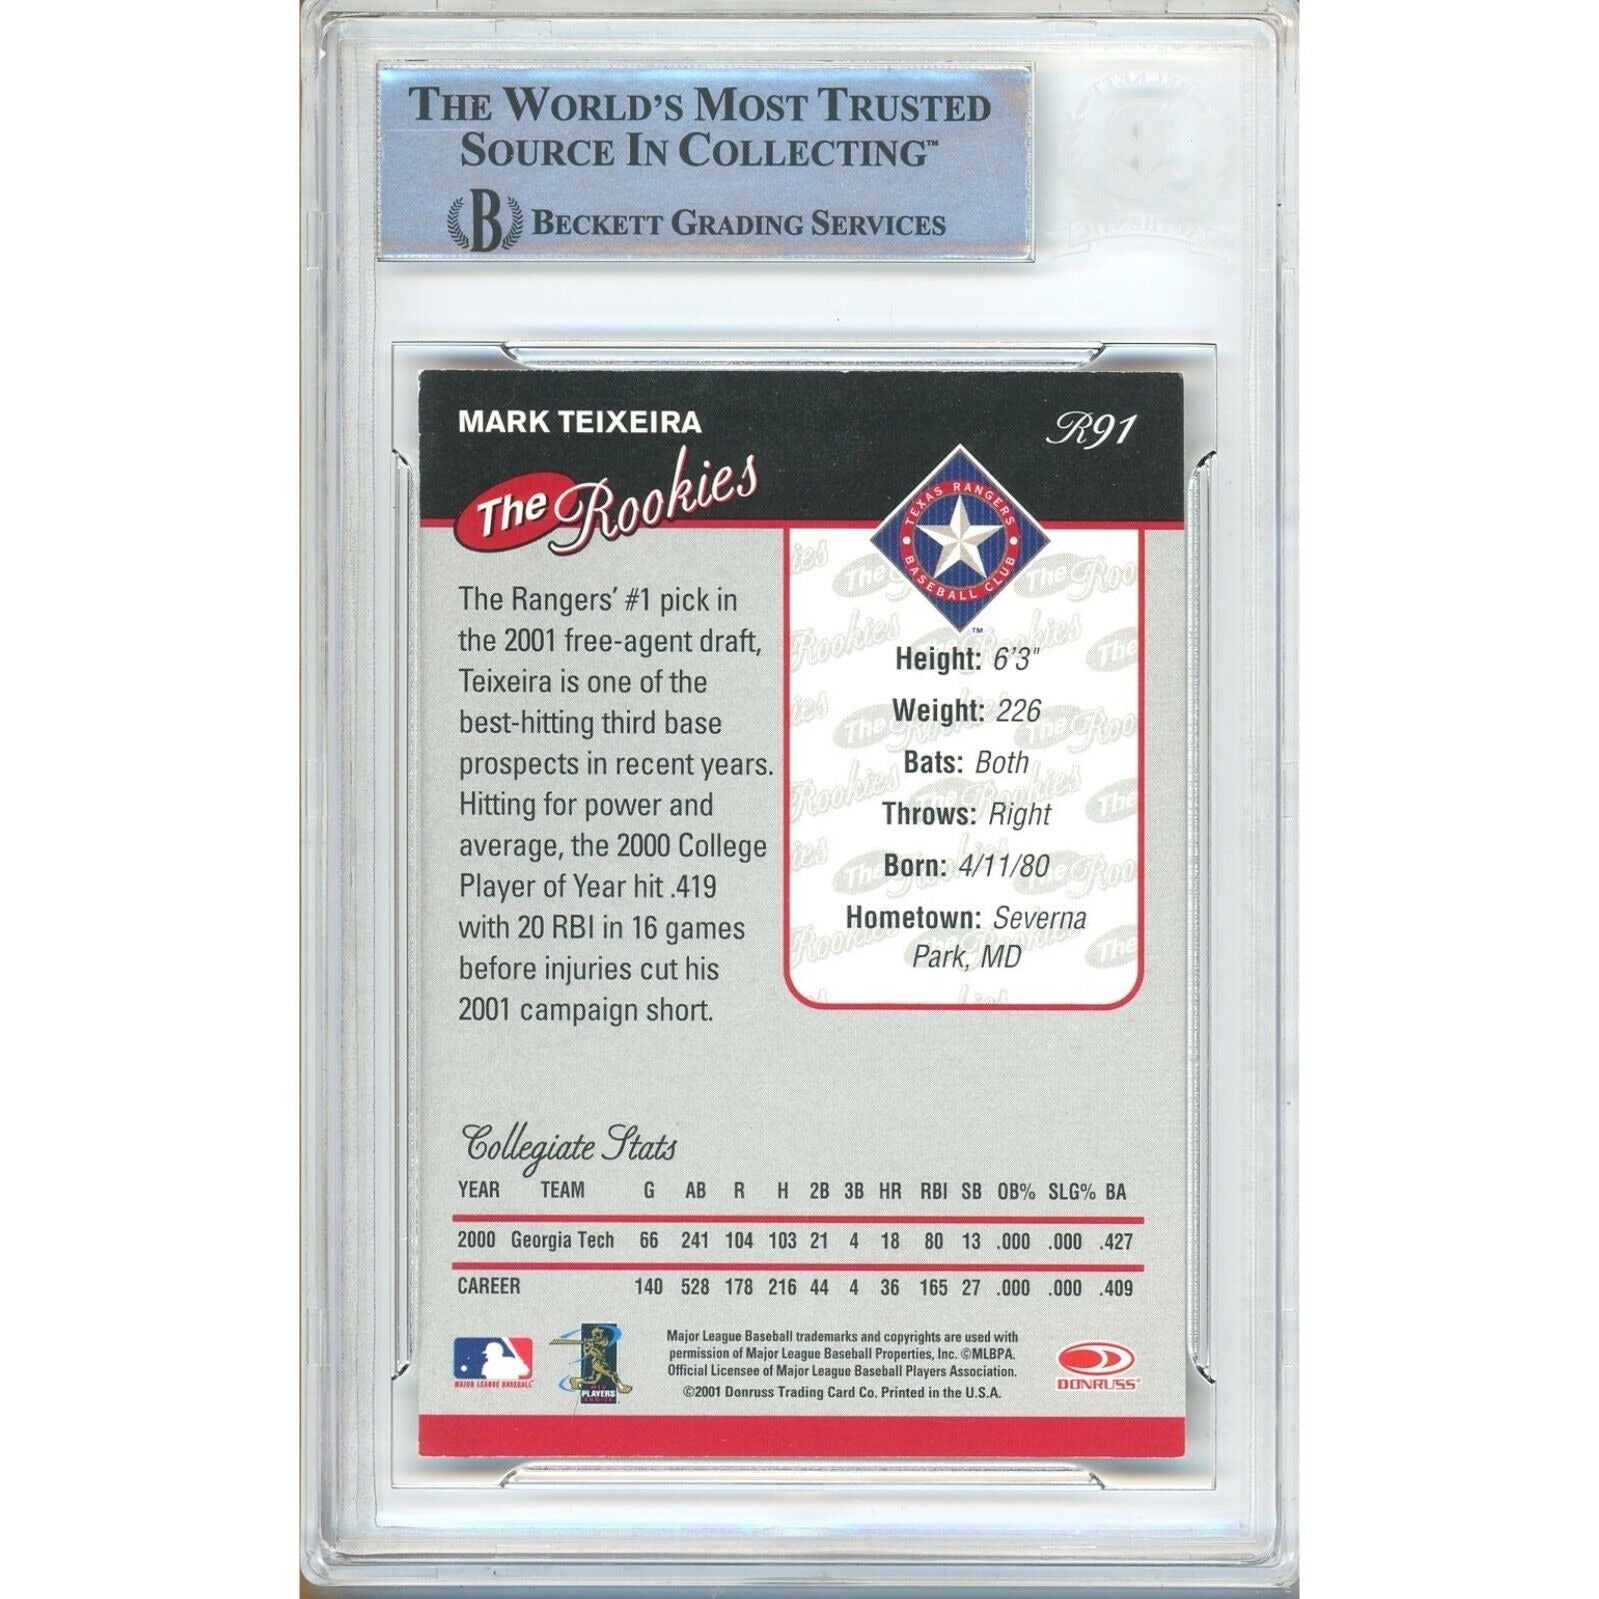 THE WORLD'S MOST TRUSTED
SOURCE IN COLLECTING™
B BECKETT GRADING SERVICES
MARK TEIXEIRA
R91
The Rookies
TEXAS RANGERS
BASEBALL CLUB
™
The Rangers' #1 pick in
the 2001 free-agent draft,
Teixeira is one of the
best-hitting third base
prospects in recent years.
Hitting for power and
average, the 2000 College
Player of Year hit .419
with 20 RBI in 16 games
before injuries cut his
2001 campaign short.
Height: 6'3"
Weight: 226
Bats: Both
Throws: Right
Born: 4/11/80
Hometown: Severna
Park, MD
Collegiate Stats
YEAR TEAM G AB R H 2B 3B HR RBI SB OB% SLG% BA
2000 Georgia Tech 66 241 104 103 21 4 18 80 13 .000 .000 .427
CAREER 140 528 178 216 44 4 36 165 27 .000 .000 .409
MAJOR LEAGUE BASEBALL
PLAYERS
CHOICE
Major League Baseball trademarks and copyrights are used with
permission of Major League Baseball Properties, Inc. ©MLBPA.
Official Licensee of Major League Baseball Players Association.
©2001 Donruss Trading Card Co. Printed in the U.S.A.
DONRUSS